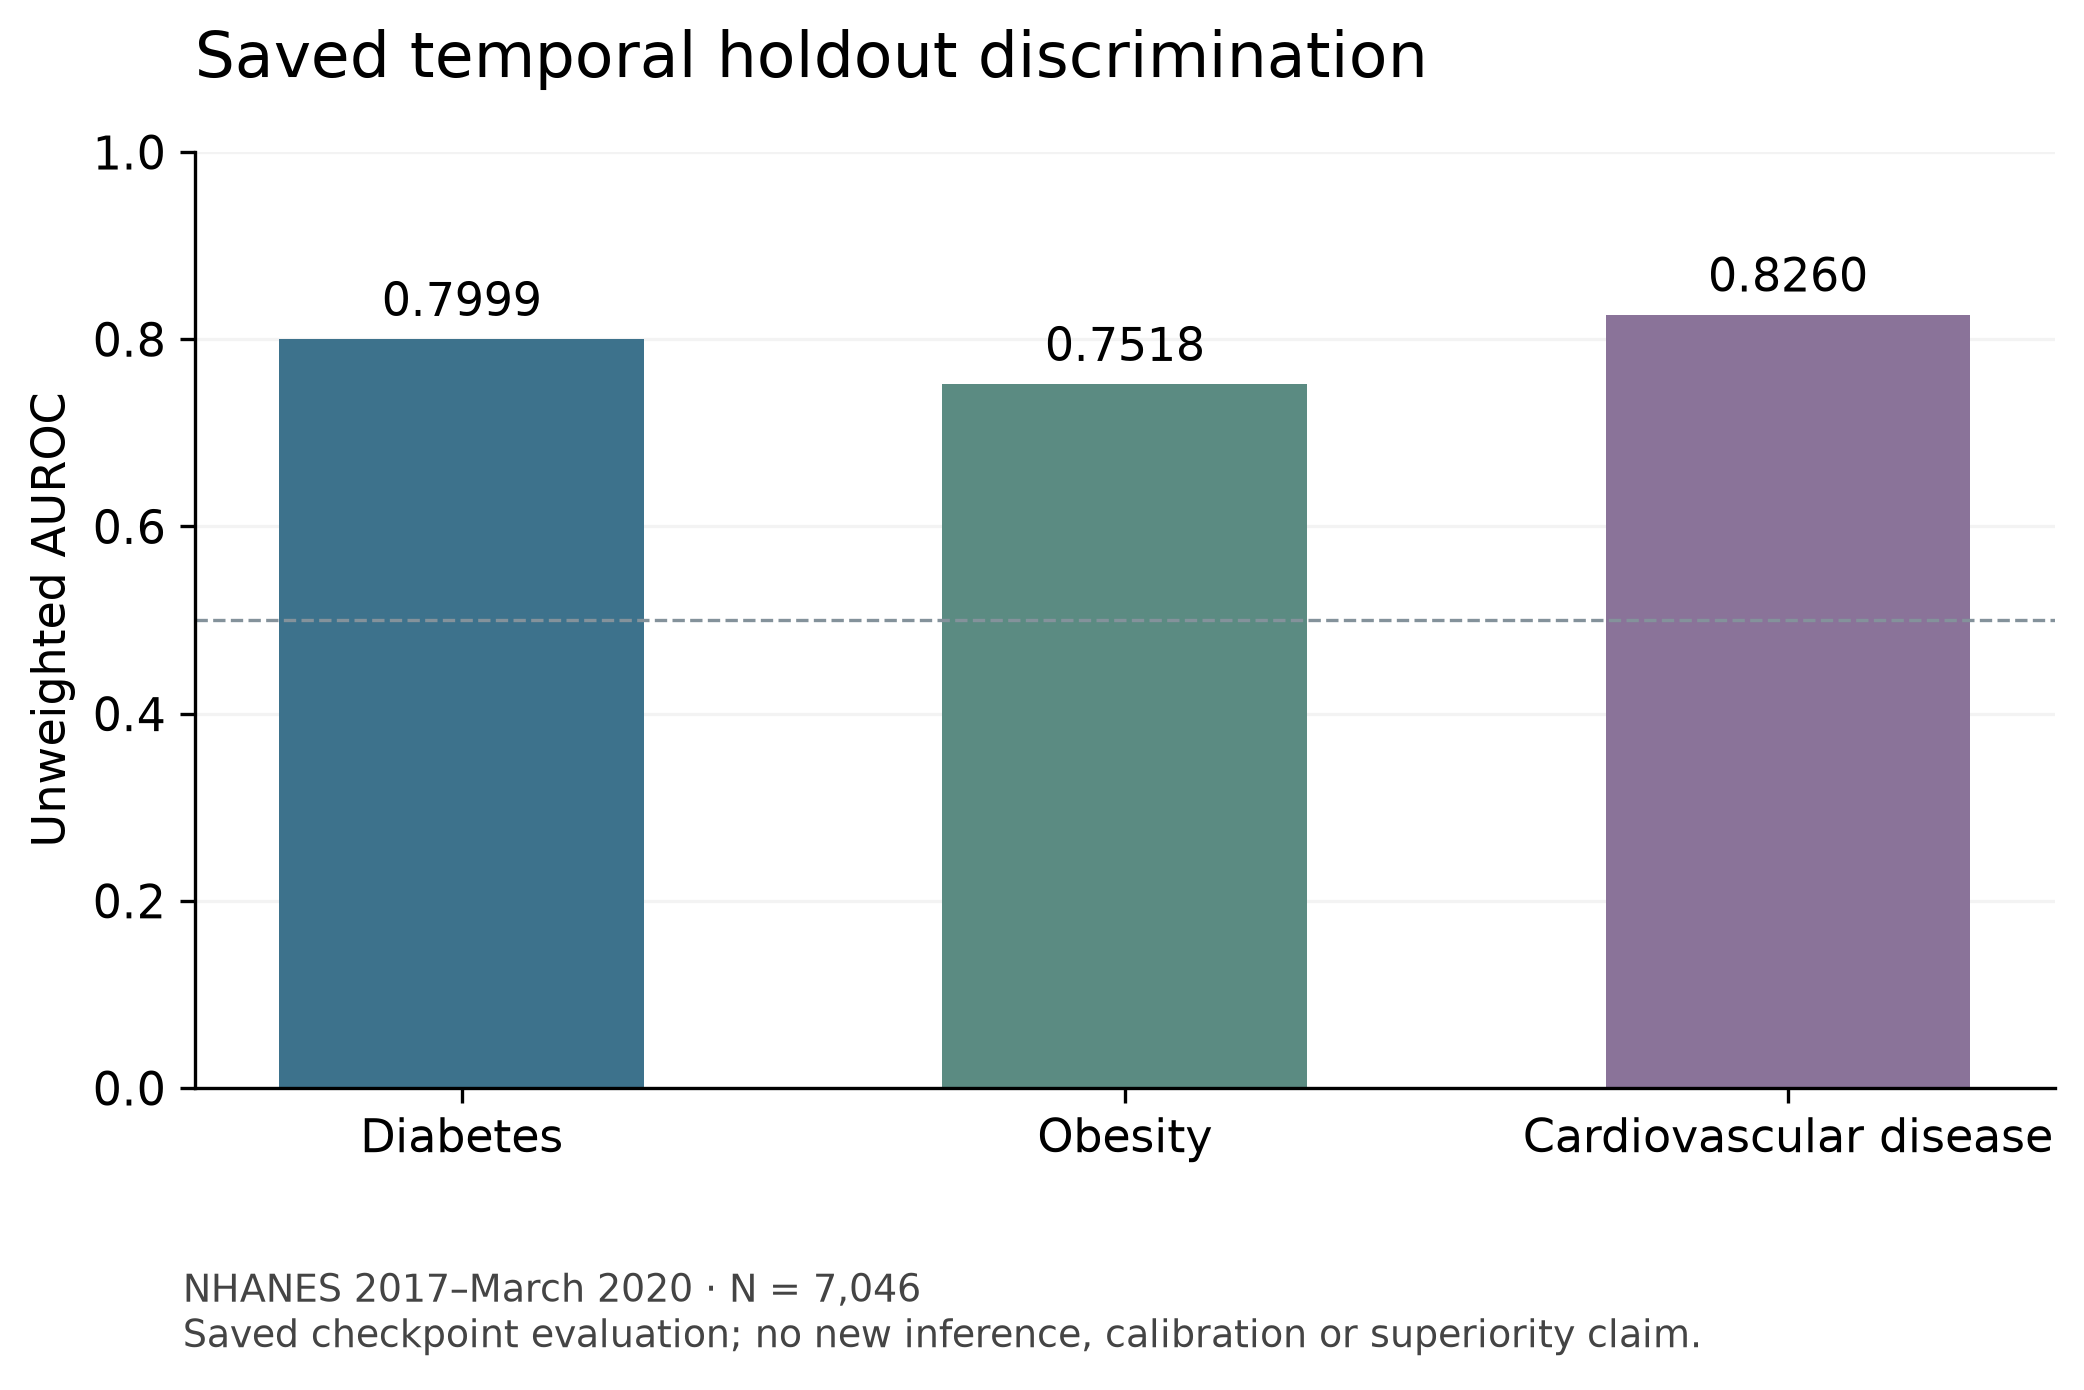 Saved temporal holdout discrimination
Unweighted AUROC
1.0
0.8
0.6
0.4
0.2
0.0
0.7999
0.7518
0.8260
Diabetes
Obesity
Cardiovascular disease
NHANES 2017–March 2020 · N = 7,046
Saved checkpoint evaluation; no new inference, calibration or superiority claim.